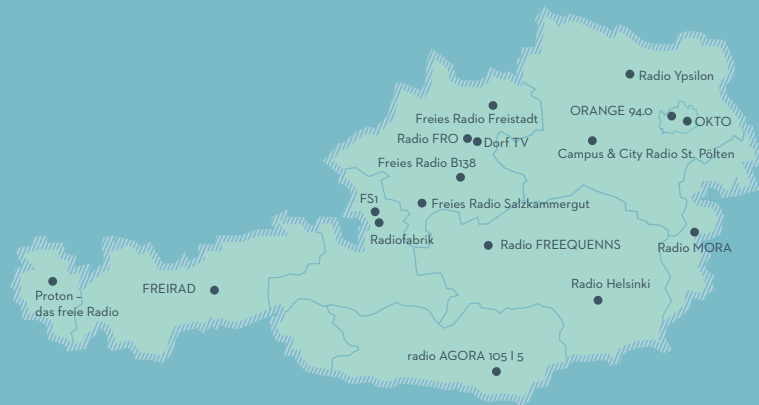 Radio Ypsilon
ORANGE 94.0
OKTO
Freies Radio Freistadt
Radio FRO
Dorf TV
Campus & City Radio St. Pölten
Freies Radio B138
FS1
Freies Radio Salzkammergut
Radiofabrik
Radio FREEQUENNS
Radio MORA
Radio Helsinki
FREIRAD
Proton –
das freie Radio
radio AGORA 105 I 5